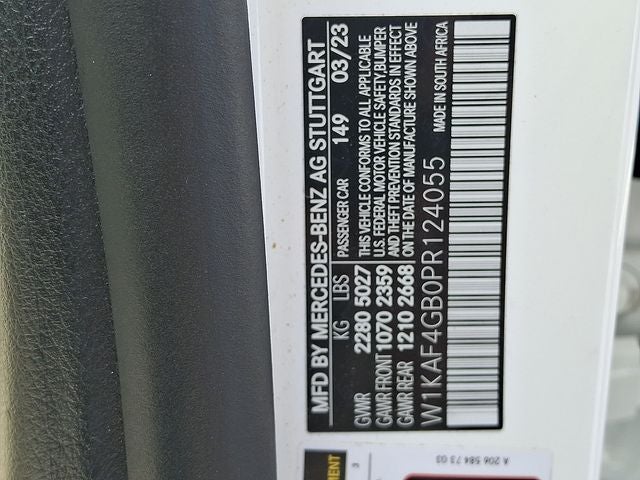 MFD BY MERCEDES-BENZ AG STUTTGART
KG LBS PASSENGER CAR 149 03/23
GVWR 2280 5027 THIS VEHICLE CONFORMS TO ALL APPLICABLE
GAWR FRONT 1070 2359 U.S. FEDERAL MOTOR VEHICLE SAFETY,BUMPER
GAWR REAR 1210 2668 AND THEFT PREVENTION STANDARDS IN EFFECT
ON THE DATE OF MANUFACTURE SHOWN ABOVE
W1KAF4GB0PR124055 MADE IN SOUTH AFRICA
MENT
3
A 206 584 73 03